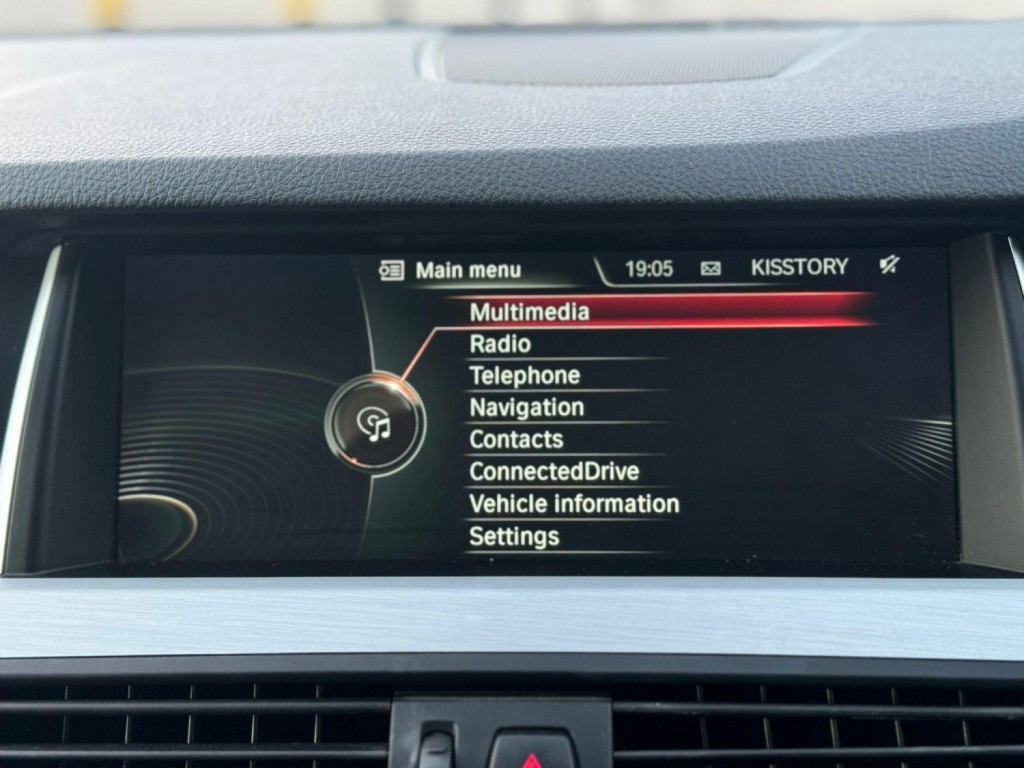 Main menu 19:05 KISSTORY
Multimedia
Radio
Telephone
Navigation
Contacts
ConnectedDrive
Vehicle information
Settings